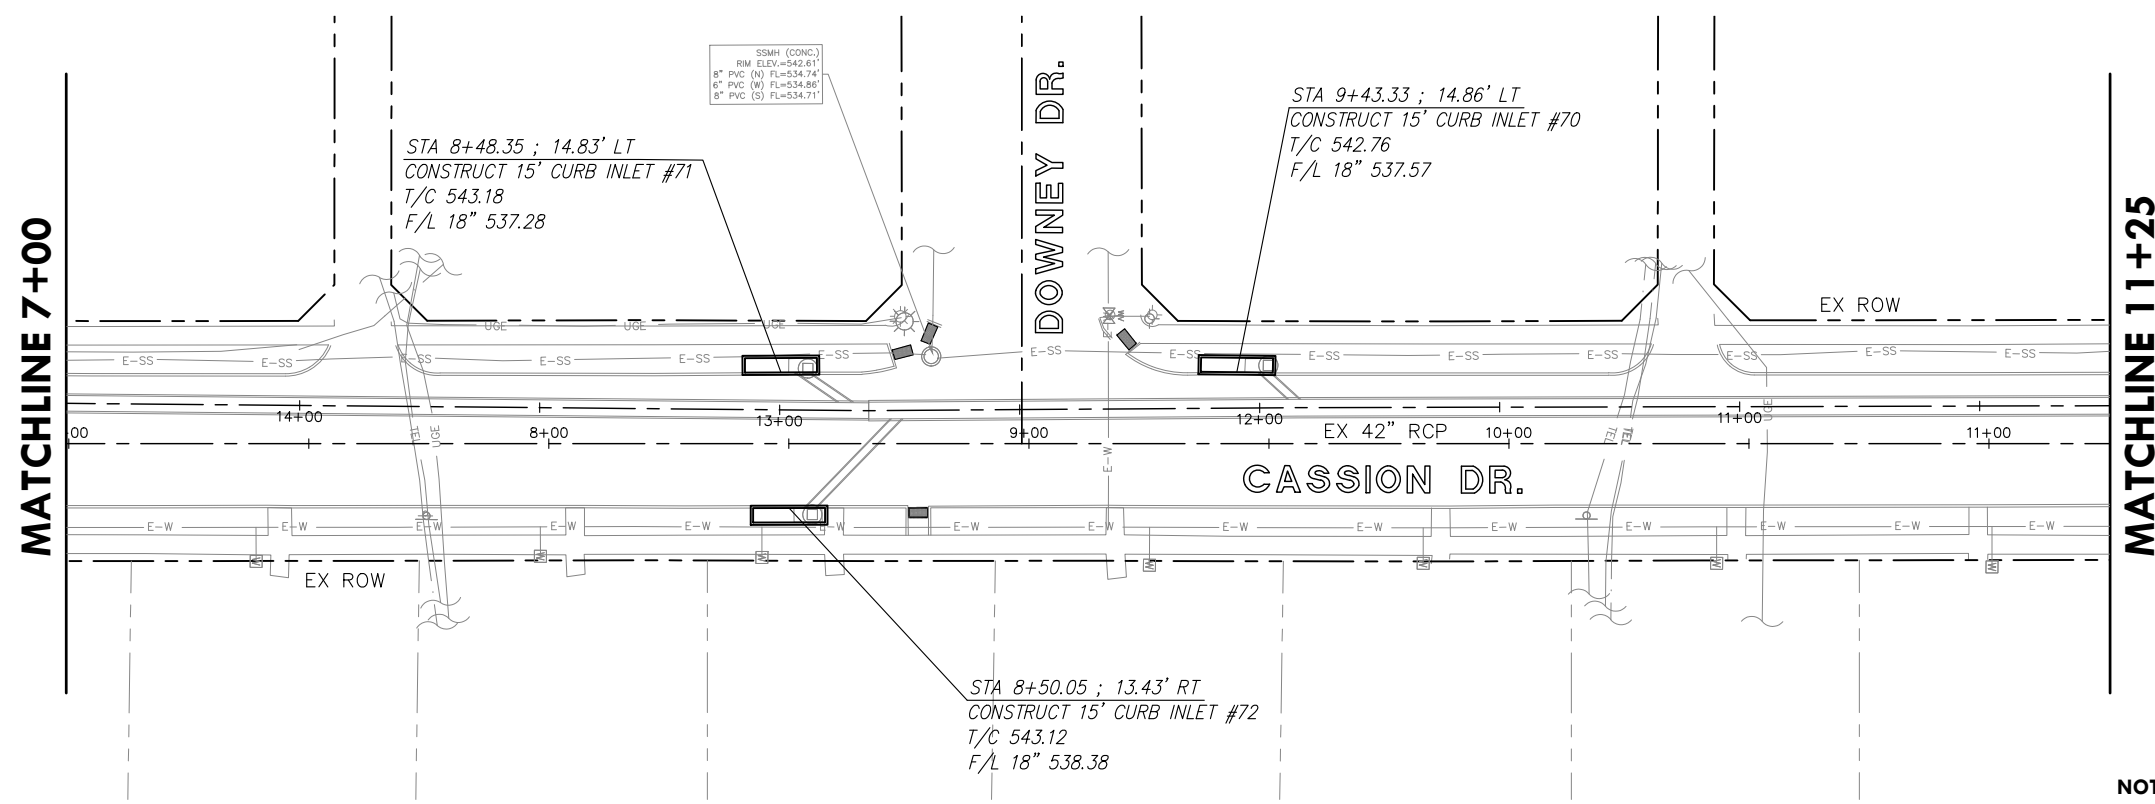 SSMH (CONC.)
RIM ELEV.=542.61'
8" PVC (N) FL=534.74'
6" PVC (W) FL=534.86'
8" PVC (S) FL=534.71'
DOWNEY DR.
STA 9+43.33 ; 14.86' LT
CONSTRUCT 15' CURB INLET #70
T/C 542.76
F/L 18" 537.57
STA 8+48.35 ; 14.83' LT
CONSTRUCT 15' CURB INLET #71
T/C 543.18
F/L 18" 537.28
MATCHLINE 7+00
MATCHLINE 11+25
EX ROW
UGE UGE UGE
W
E-SS E-SS E-SS E-SS E-SS E-SS E-SS E-SS E-SS E-SS E-SS E-SS E-SS E-SS
14+00 13+00 12+00 11+00
UGE
:00 8+00 9+00 10+00 11+00
EX 42" RCP
TEL UGE TEL TEL
E-W
CASSION DR.
E-W E-W E-W E-W E-W E-W E-W E-W E-W E-W E-W E-W E-W E-W
W W W W W W W
EX ROW
STA 8+50.05 ; 13.43' RT
CONSTRUCT 15' CURB INLET #72
T/C 543.12
F/L 18" 538.38
NOT